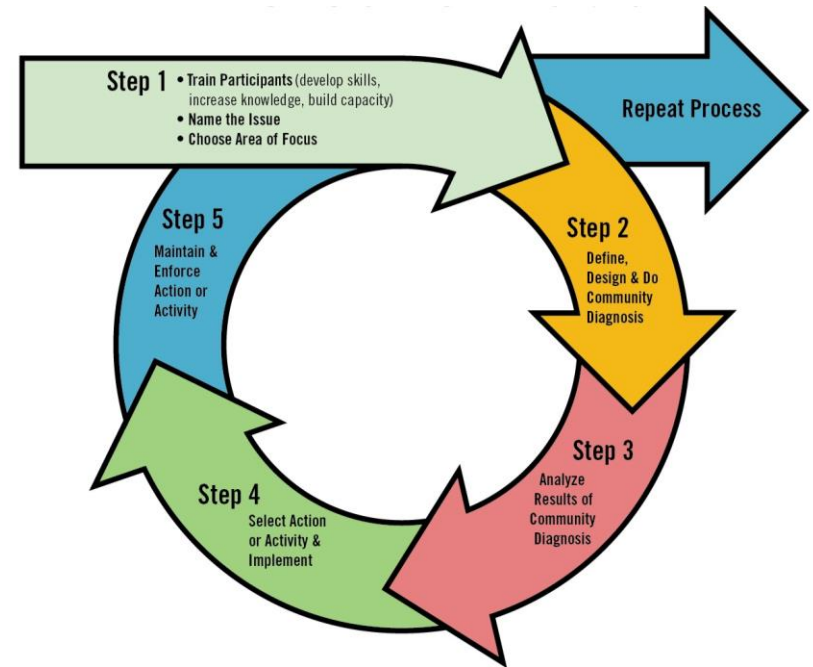 Step 1
• Train Participants (develop skills,
increase knowledge, build capacity)
• Name the Issue
• Choose Area of Focus
Repeat Process
Step 2
Define,
Design & Do
Community
Diagnosis
Step 3
Analyze
Results of
Community
Diagnosis
Step 4
Select Action
or Activity &
Implement
Step 5
Maintain &
Enforce
Action or
Activity